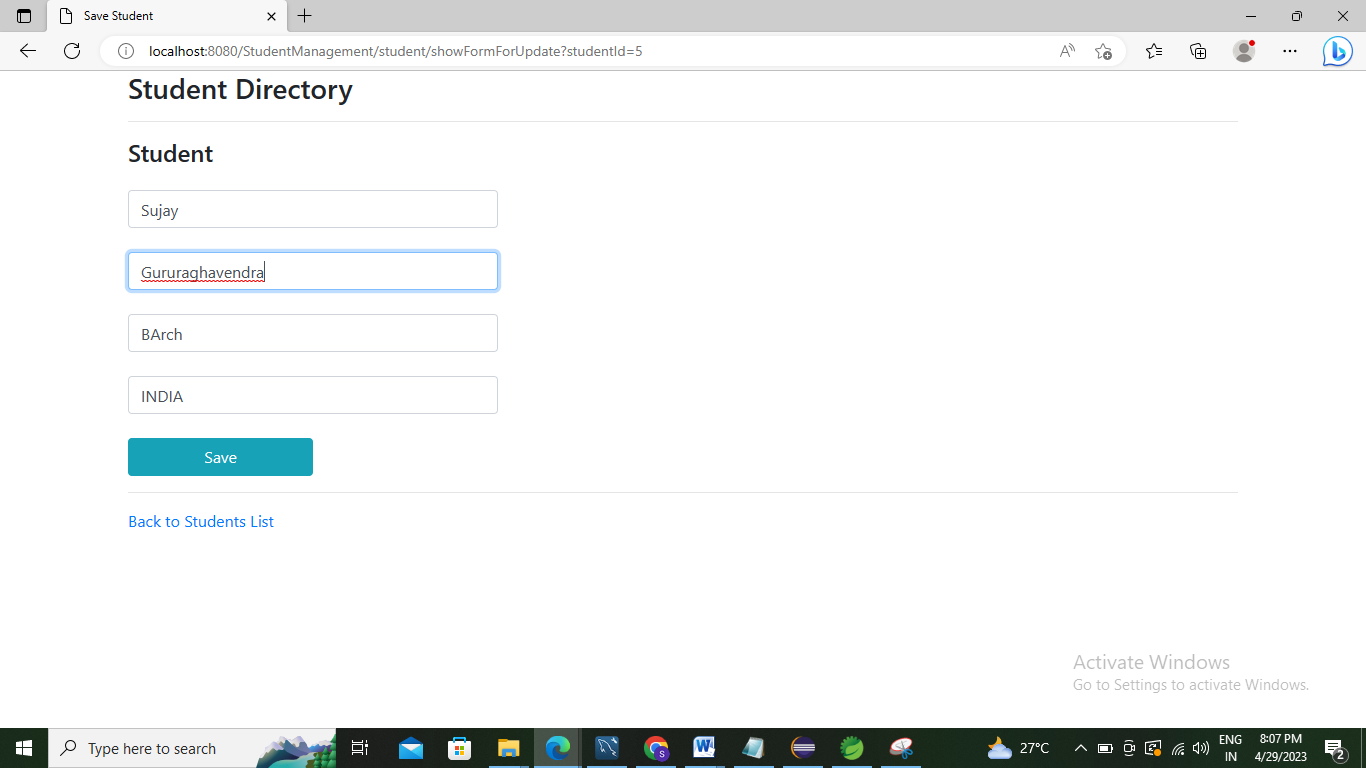 Save Student
localhost:8080/StudentManagement/student/showFormForUpdate?studentId=5
Student Directory
Student
Sujay
Gururaghavendra
BArch
INDIA
Save
Back to Students List
Activate Windows
Go to Settings to activate Windows.
Type here to search
27°C
ENG
IN
8:07 PM
4/29/2023
2